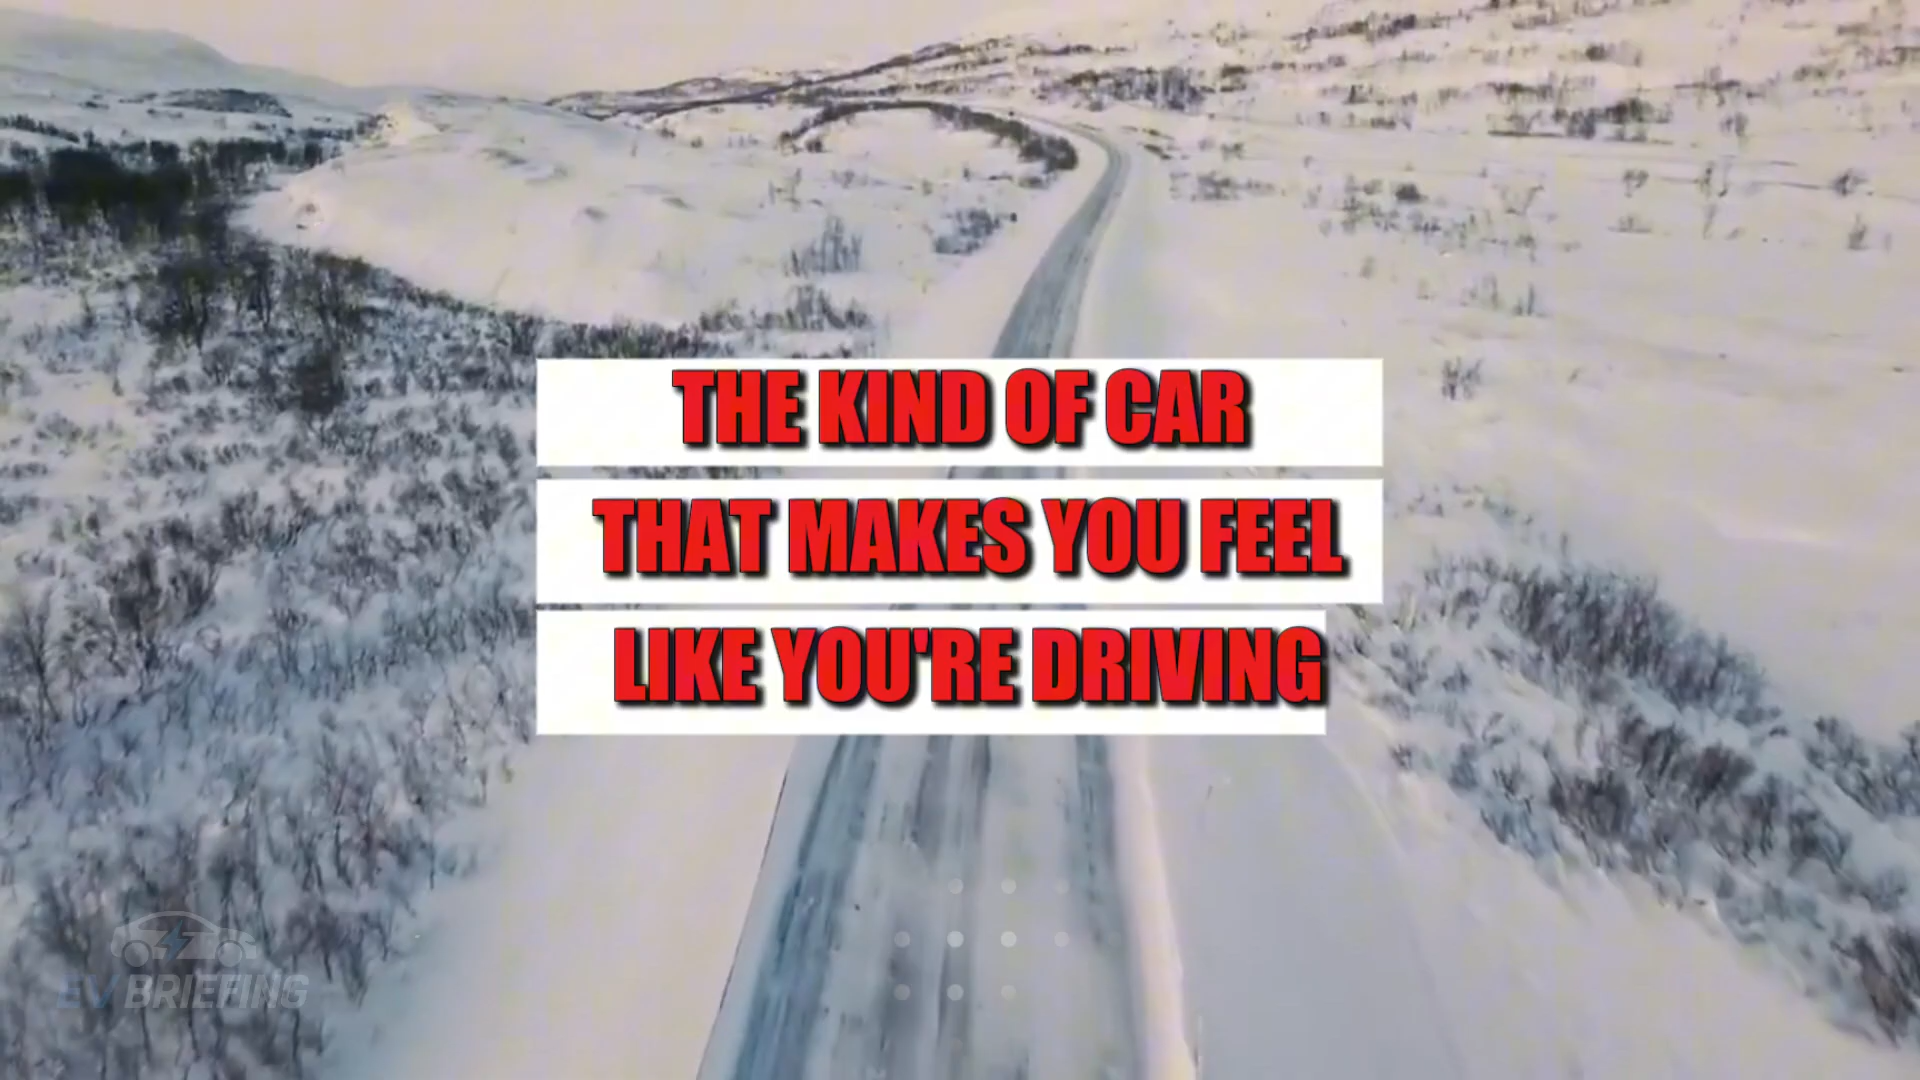 THE KIND OF CAR
THAT MAKES YOU FEEL
LIKE YOU'RE DRIVING
EV BRIEFING